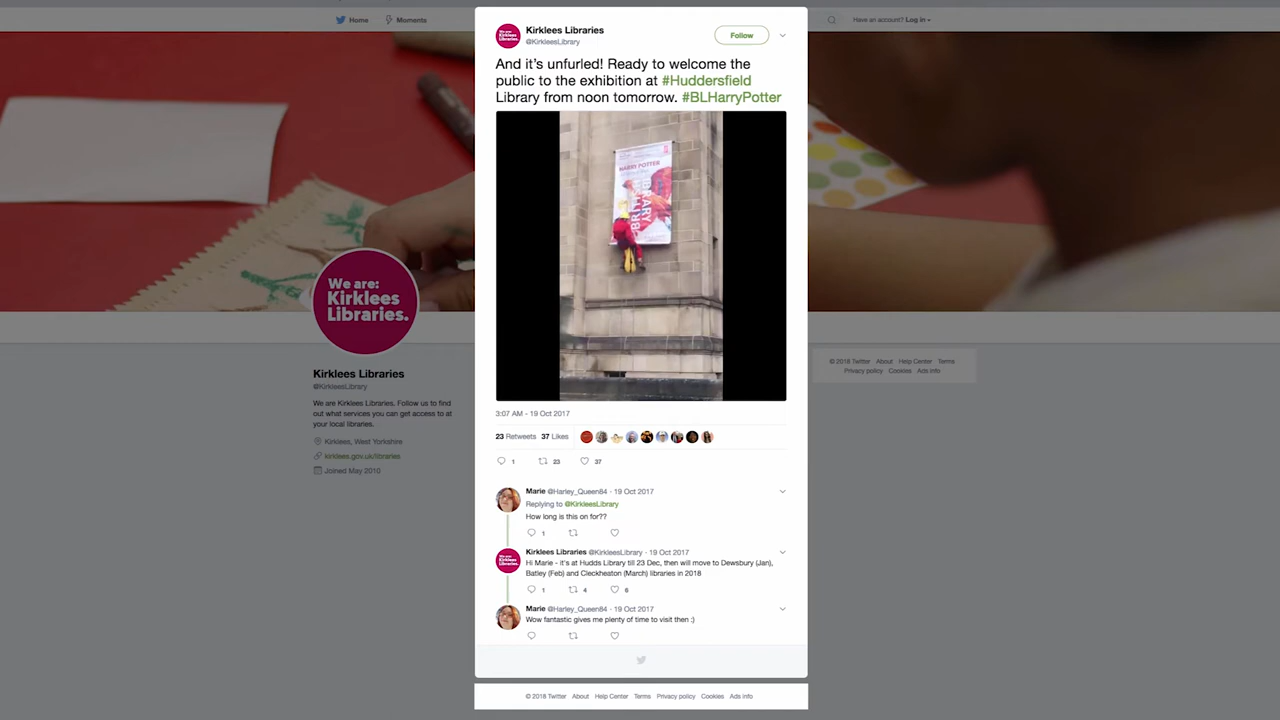 Home
Moments
Have an account? Log in
Kirklees Libraries
@KirkleesLibrary
Follow
And it's unfurled! Ready to welcome the
public to the exhibition at #Huddersfield
Library from noon tomorrow. #BLHarryPotter
HARRY POTTER
3:07 AM - 19 Oct 2017
23 Retweets 37 Likes
1 23 37
Marie @Harley_Queen84 · 19 Oct 2017
Replying to @KirkleesLibrary
How long is this on for??
1
Kirklees Libraries @KirkleesLibrary · 19 Oct 2017
Hi Marie - it's at Hudds Library till 23 Dec, then will move to Dewsbury (Jan),
Batley (Feb) and Cleckheaton (March) libraries in 2018
1 4 6
Marie @Harley_Queen84 · 19 Oct 2017
Wow fantastic gives me plenty of time to visit then :)
© 2018 Twitter About Help Center Terms Privacy policy Cookies Ads info
We are:
Kirklees
Libraries.
Kirklees Libraries
@KirkleesLibrary
We are Kirklees Libraries. Follow us to find
out what services you can get access to at
your local libraries.
Kirklees, West Yorkshire
kirklees.gov.uk/libraries
Joined May 2010
© 2018 Twitter About Help Center Terms
Privacy policy Cookies Ads info